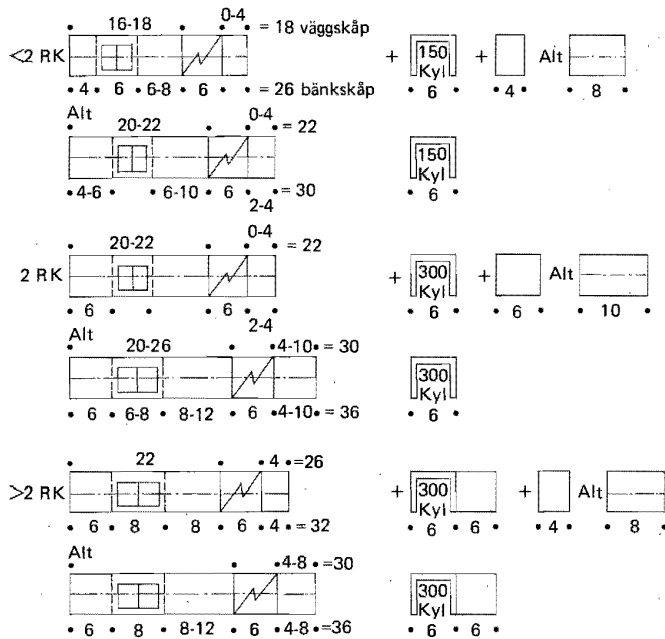 16-18 0-4 = 18 väggskåp
<2 RK + 150 Kyl + Alt
4 6 6-8 6 = 26 bänkskåp 6 4 8
Alt
20-22 0-4 = 22
150 Kyl
4-6 6-10 6 = 30 6
2-4
0-4
20-22 = 22
2 RK + 300 Kyl + Alt
6 6 6 6 10
2-4
Alt
20-26 4-10 = 30
300 Kyl
6 6-8 8-12 6 4-10 = 36 6
22 4 =26
>2 RK + 300 Kyl + Alt
6 8 8 6 4 =32 6 6 4 8
Alt
4-8 =30
300 Kyl
6 8 8-12 6 4-8 =36 6 6